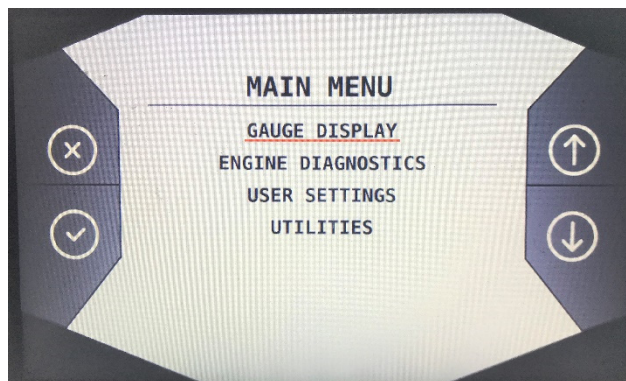 MAIN MENU
GAUGE DISPLAY
ENGINE DIAGNOSTICS
USER SETTINGS
UTILITIES